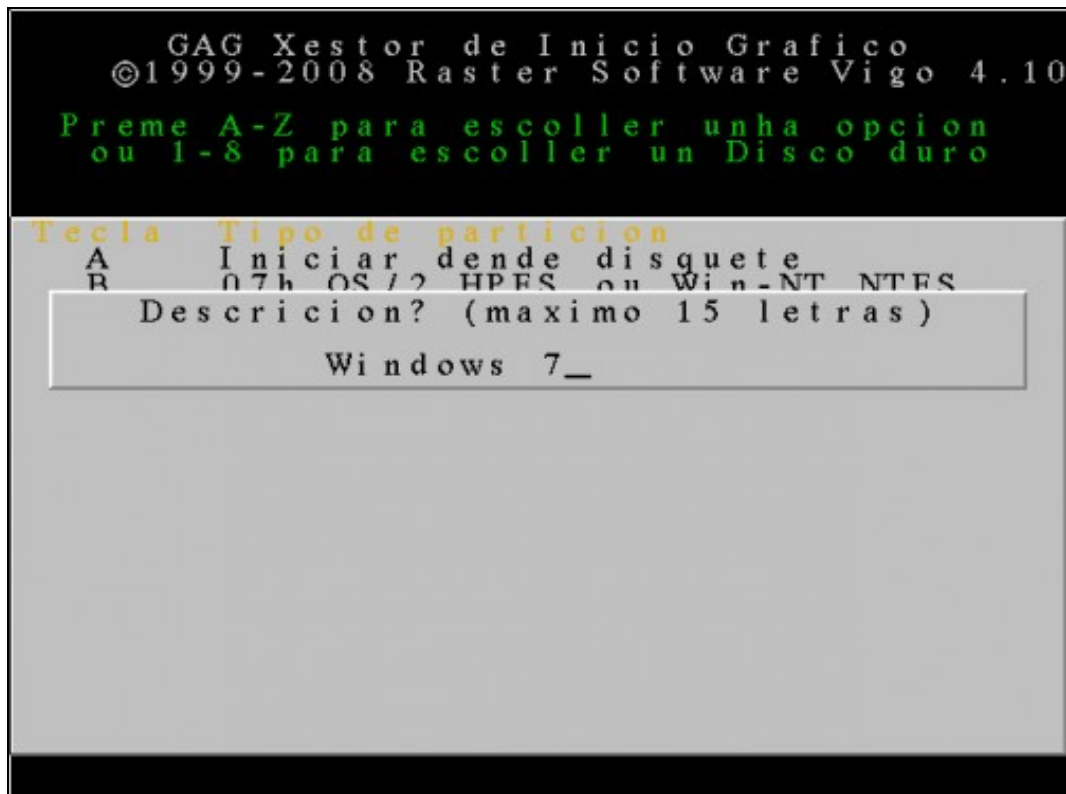 GAG Xestor de Inicio Grafico
©1999-2008 Raster Software Vigo 4.10
Preme A-Z para escoller unha opcion
ou 1-8 para escoller un Disco duro
Tecla Tipo de particion
A Iniciar dende disquete
B 07h OS/2 HPFS ou Win-NT NTFS
Descricion? (maximo 15 letras)
Windows 7_